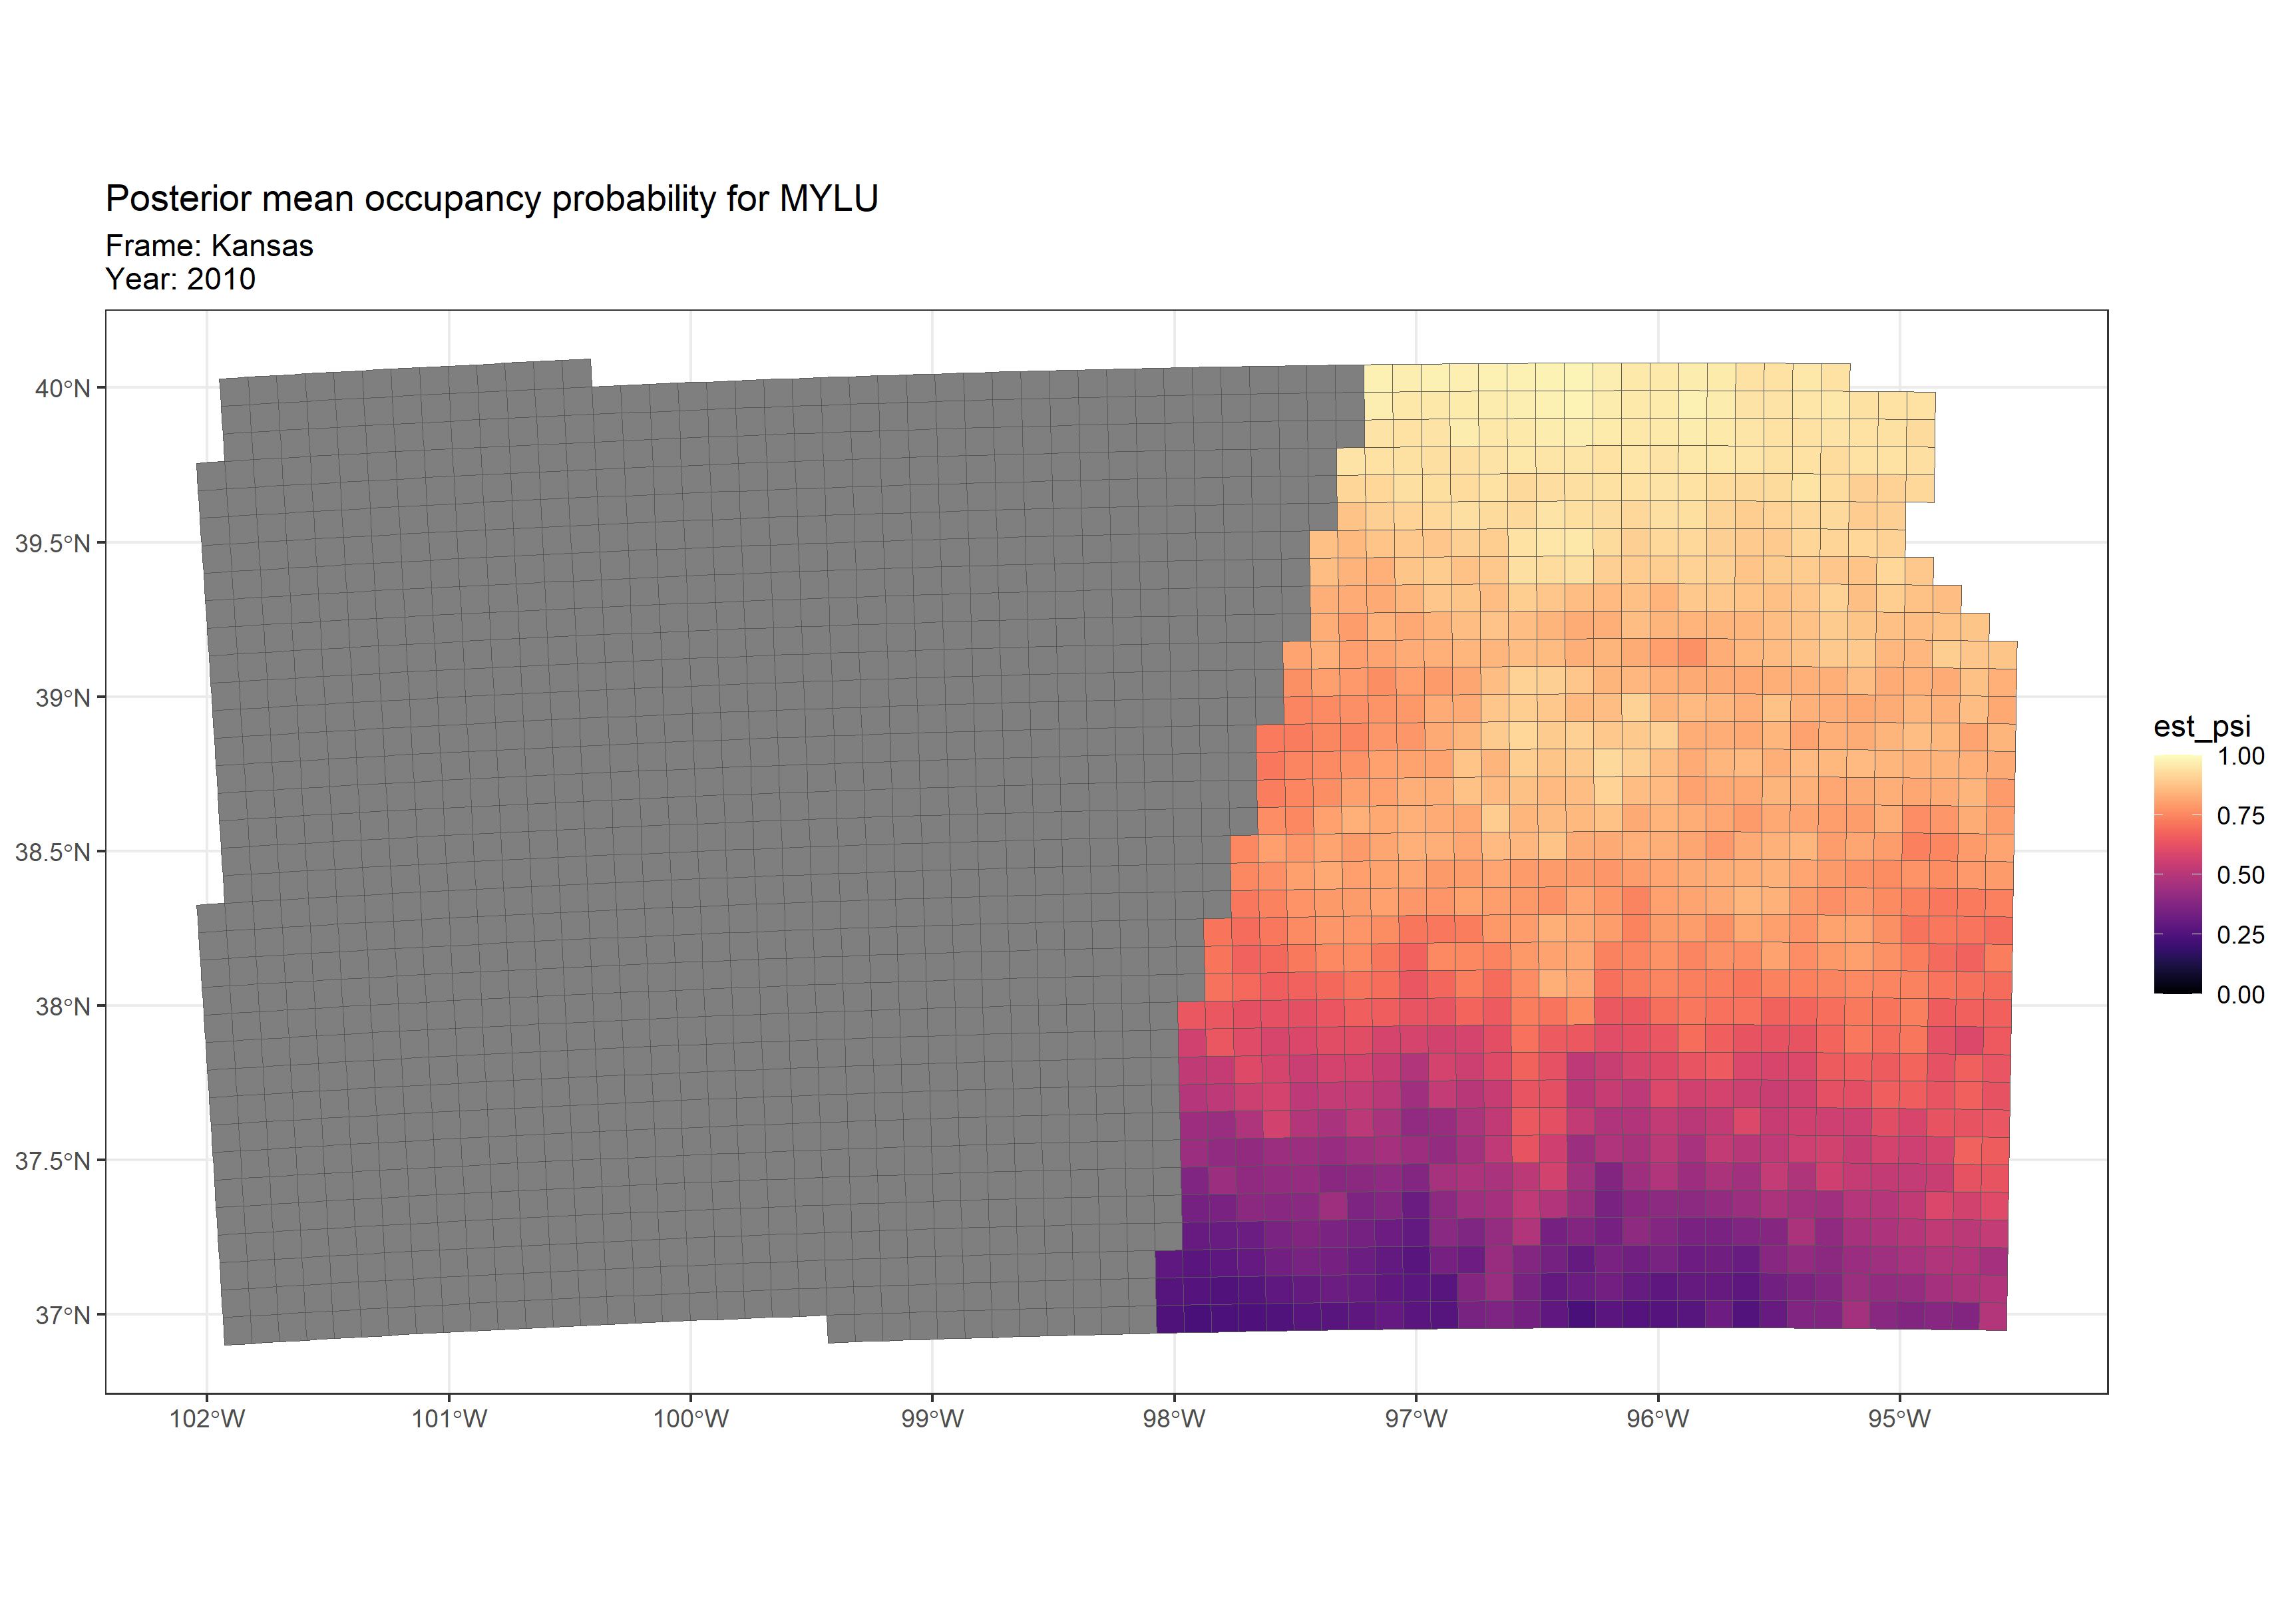 Posterior mean occupancy probability for MYLU
Frame: Kansas
Year: 2010
40°N
39.5°N
39°N
38.5°N
38°N
37.5°N
37°N
102°W
101°W
100°W
99°W
98°W
97°W
96°W
95°W
est_psi
1.00
0.75
0.50
0.25
0.00